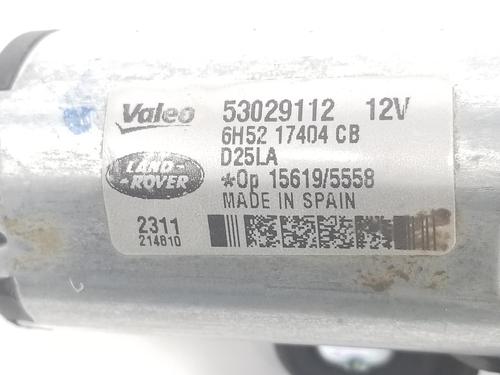 Valeo 53029112 12V
6H52 17404 CB
D25LA
LAND-
-ROVER
*Op 15619/5558
MADE IN SPAIN
2311
214810